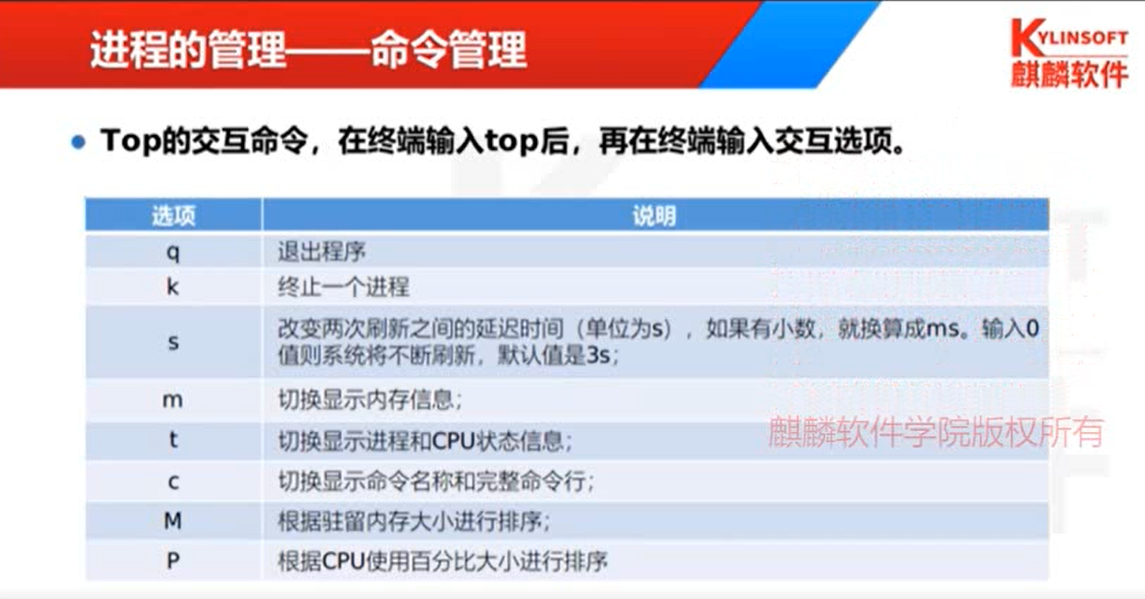 进程的管理——命令管理
KYLINSOFT
麒麟软件
Top的交互命令，在终端输入top后，再在终端输入交互选项。
选项 说明
q 退出程序
k 终止一个进程
s 改变两次刷新之间的延迟时间（单位为s），如果有小数，就换算成ms。输入0
值则系统将不断刷新，默认值是3s；
m 切换显示内存信息；
t 切换显示进程和CPU状态信息；
c 切换显示命令名称和完整命令行；
M 根据驻留内存大小进行排序；
P 根据CPU使用百分比大小进行排序
麒麟软件学院版权所有